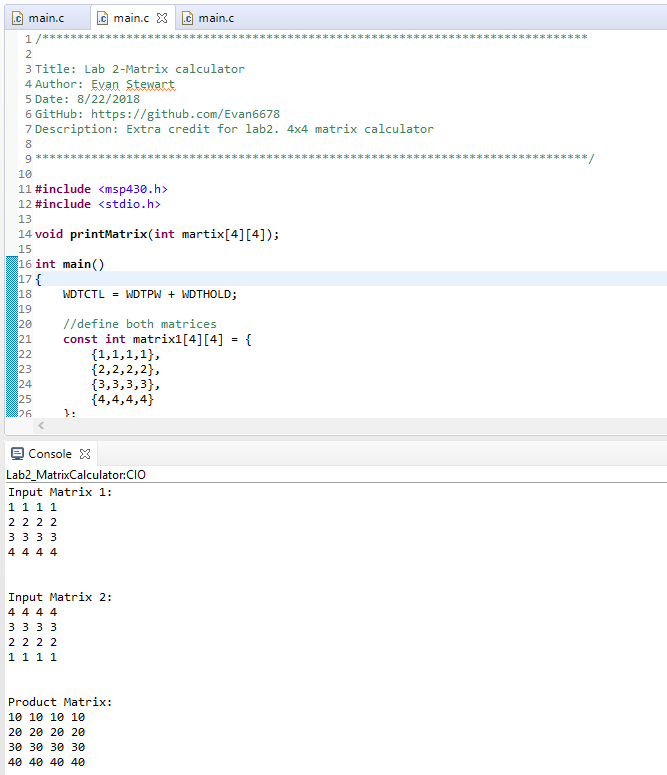 main.c main.c main.c
1 /******************************************************************************
2
3 Title: Lab 2-Matrix calculator
4 Author: Evan Stewart
5 Date: 8/22/2018
6 GitHub: https://github.com/Evan6678
7 Description: Extra credit for lab2. 4x4 matrix calculator
8
9 *******************************************************************************/
10
11 #include <msp430.h>
12 #include <stdio.h>
13
14 void printMatrix(int martix[4][4]);
15
16 int main()
17 {
18     WDTCTL = WDTPW + WDTHOLD;
19
20     //define both matrices
21     const int matrix1[4][4] = {
22         {1,1,1,1},
23         {2,2,2,2},
24         {3,3,3,3},
25         {4,4,4,4}
26     };
Console
Lab2_MatrixCalculator:CIO
Input Matrix 1:
1 1 1 1
2 2 2 2
3 3 3 3
4 4 4 4
Input Matrix 2:
4 4 4 4
3 3 3 3
2 2 2 2
1 1 1 1
Product Matrix:
10 10 10 10
20 20 20 20
30 30 30 30
40 40 40 40